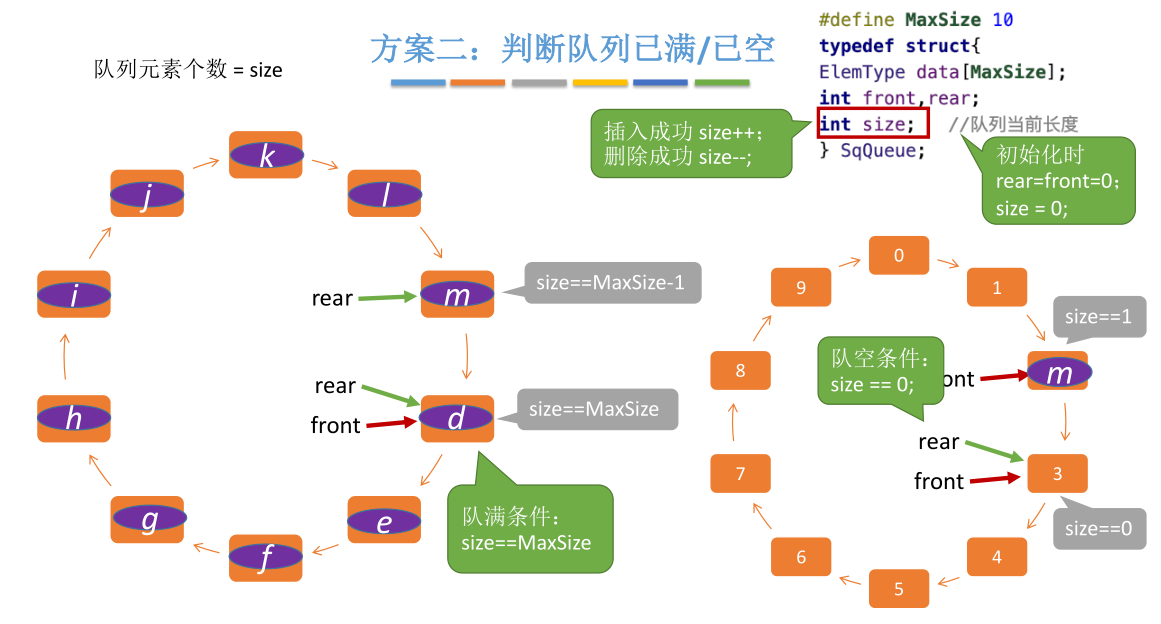 方案二：判断队列已满/已空
队列元素个数 = size
#define MaxSize 10
typedef struct{
ElemType data[MaxSize];
int front,rear;
int size; //队列当前长度
} SqQueue;
插入成功 size++；
删除成功 size--;
初始化时
rear=front=0；
size = 0;
k
l
m
d
e
f
g
h
i
j
rear
size==MaxSize-1
rear
front
size==MaxSize
队满条件：
size==MaxSize
0
1
m
3
4
5
6
7
8
9
size==1
队空条件：
size == 0;
ont
rear
front
size==0